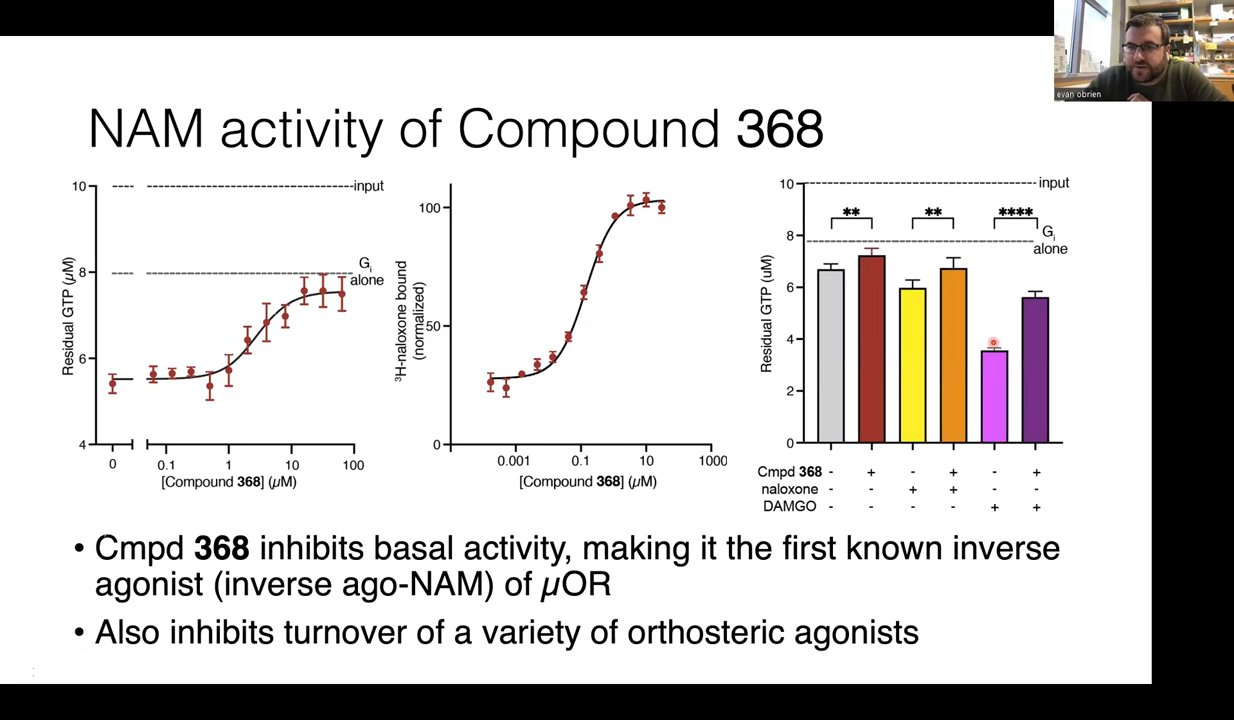 evan obrien
NAM activity of Compound 368
10
8
6
4
Residual GTP (µM)
input
Gi
alone
0
0.1
1
10
100
[Compound 368] (µM)
100
50
0
³H-naloxone bound
(normalized)
0.001
0.1
10
1000
[Compound 368] (µM)
10
8
6
4
2
0
Residual GTP (uM)
input
Gi
alone
**
**
****
Cmpd 368 - + - + - +
naloxone - - + + - -
DAMGO - - - - + +
• Cmpd 368 inhibits basal activity, making it the first known inverse
agonist (inverse ago-NAM) of µOR
• Also inhibits turnover of a variety of orthosteric agonists